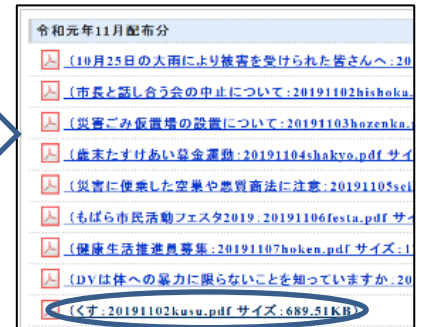 令和元年11月配布分
(10月25日の大雨により被害を受けられた皆さんへ:20
(市長と話し合う会の中止について:20191102hishoka.
(災害ごみ仮置場の設置について:20191103hozenka.
(歳末たすけあい募金運動:20191104shakyo.pdf サイ
(災害に便乗した空巣や悪質商法に注意:20191105sei
(もばら市民活動フェスタ2019:20191106festa.pdf サイ
(健康生活推進員募集:20191107hoken.pdf サイズ:1
(DVは体への暴力に限らないことを知っていますか:20
(くす:20191102kusu.pdf サイズ:689.51KB)